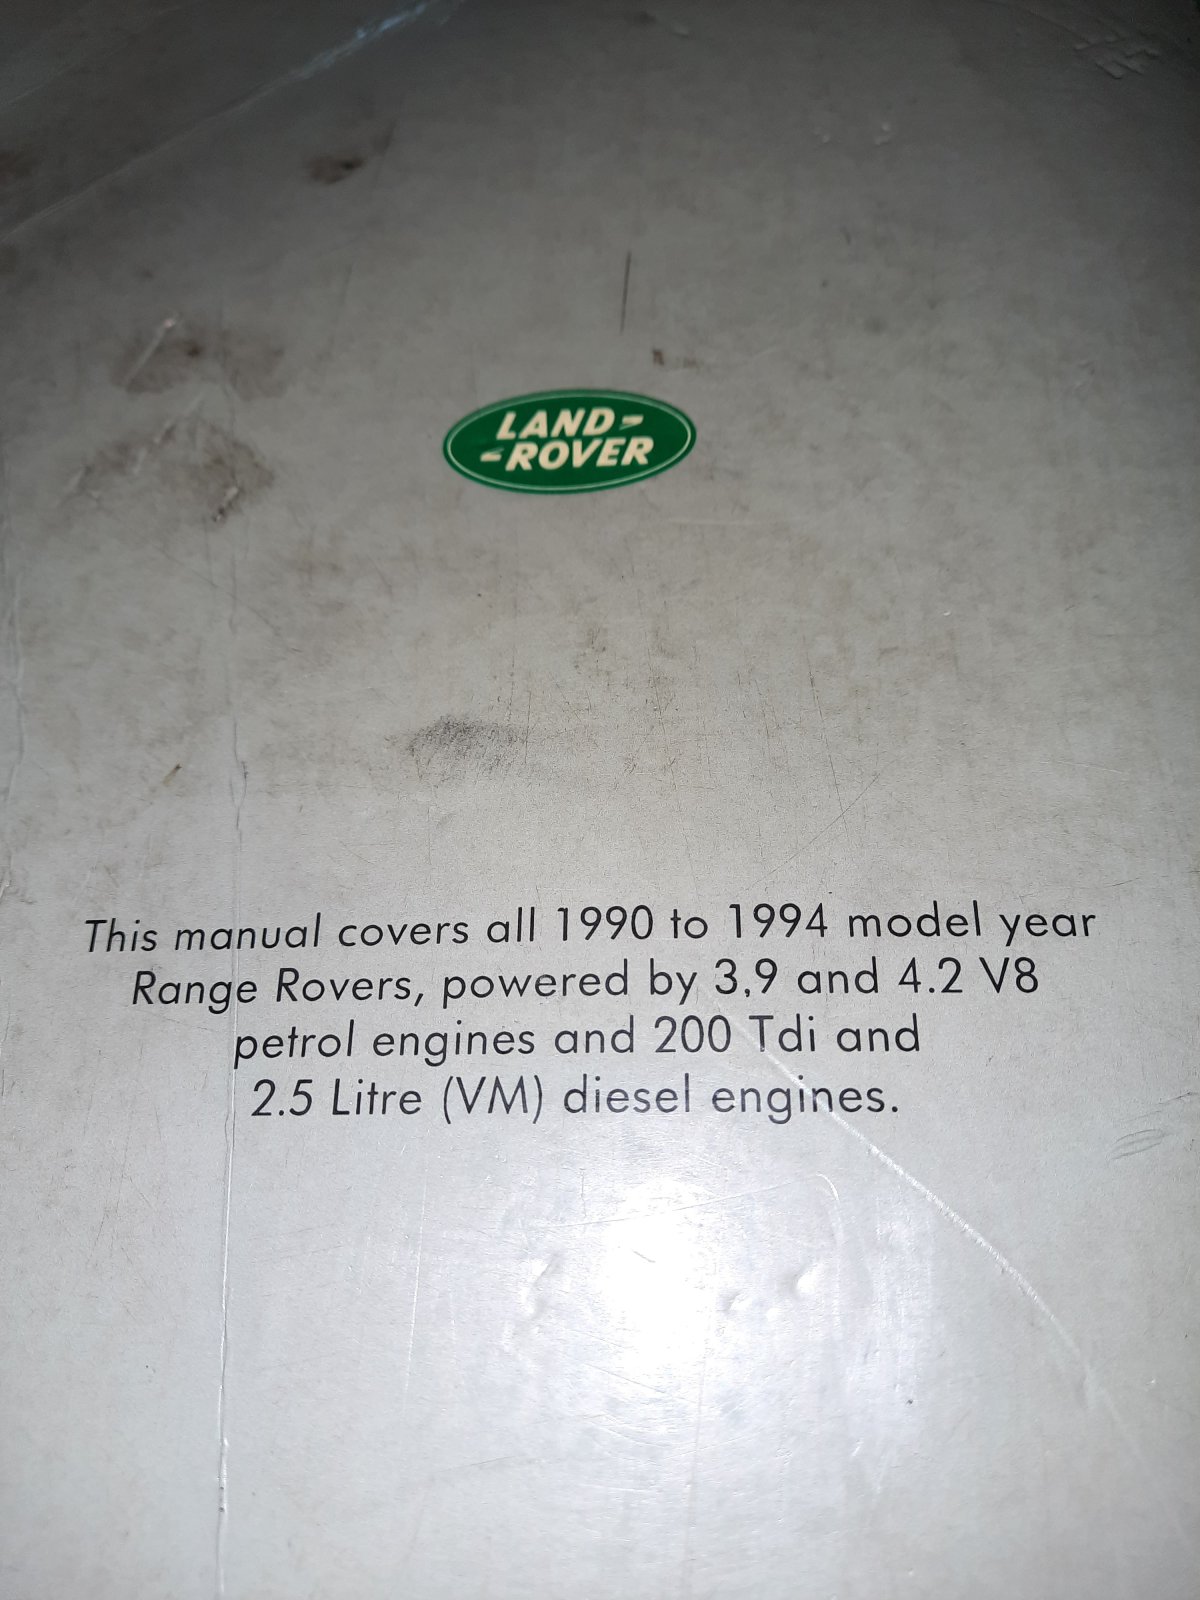 LAND
ROVER
This manual covers all 1990 to 1994 model year
Range Rovers, powered by 3.9 and 4.2 V8
petrol engines and 200 Tdi and
2.5 Litre (VM) diesel engines.